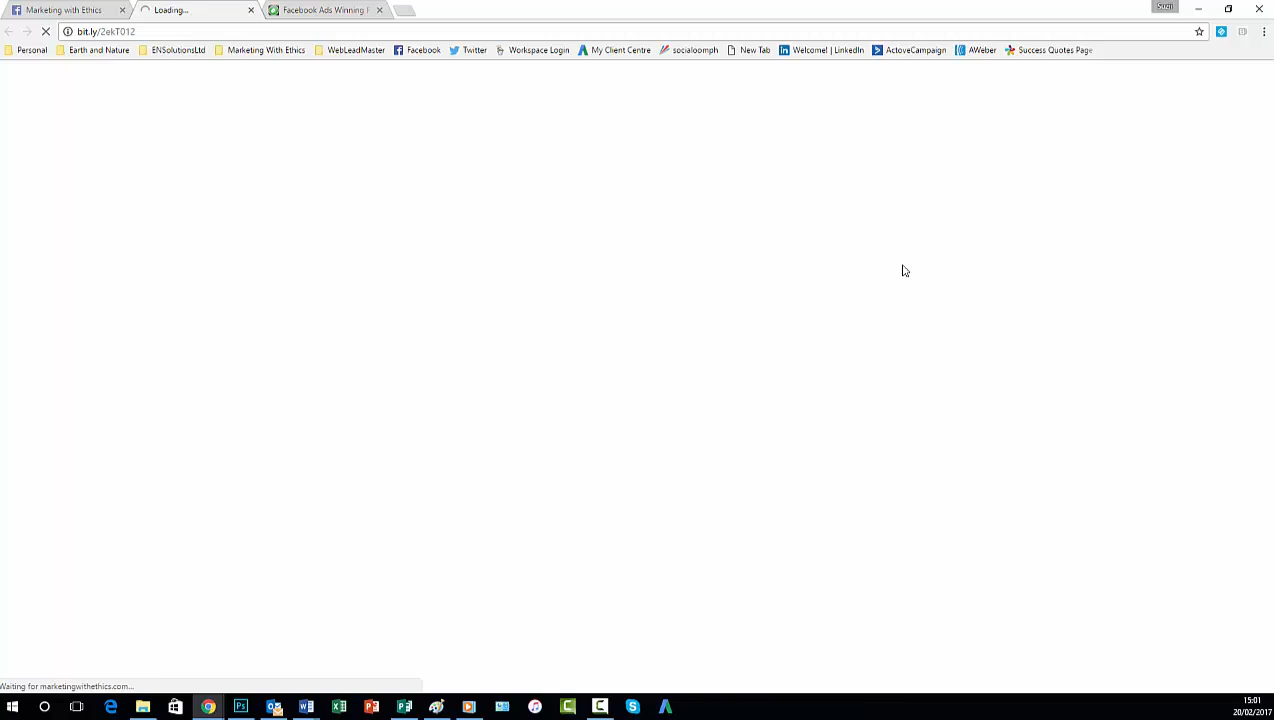 Marketing with Ethics
Loading...
Facebook Ads Winning
Suzi
bit.ly/2ekT012
Personal
Earth and Nature
ENSolutionsLtd
Marketing With Ethics
WebLeadMaster
Facebook
Twitter
Workspace Login
My Client Centre
socialoomph
New Tab
Welcome! | LinkedIn
ActoveCampaign
AWeber
Success Quotes Page
Waiting for marketingwithethics.com...
15:01
20/02/2017